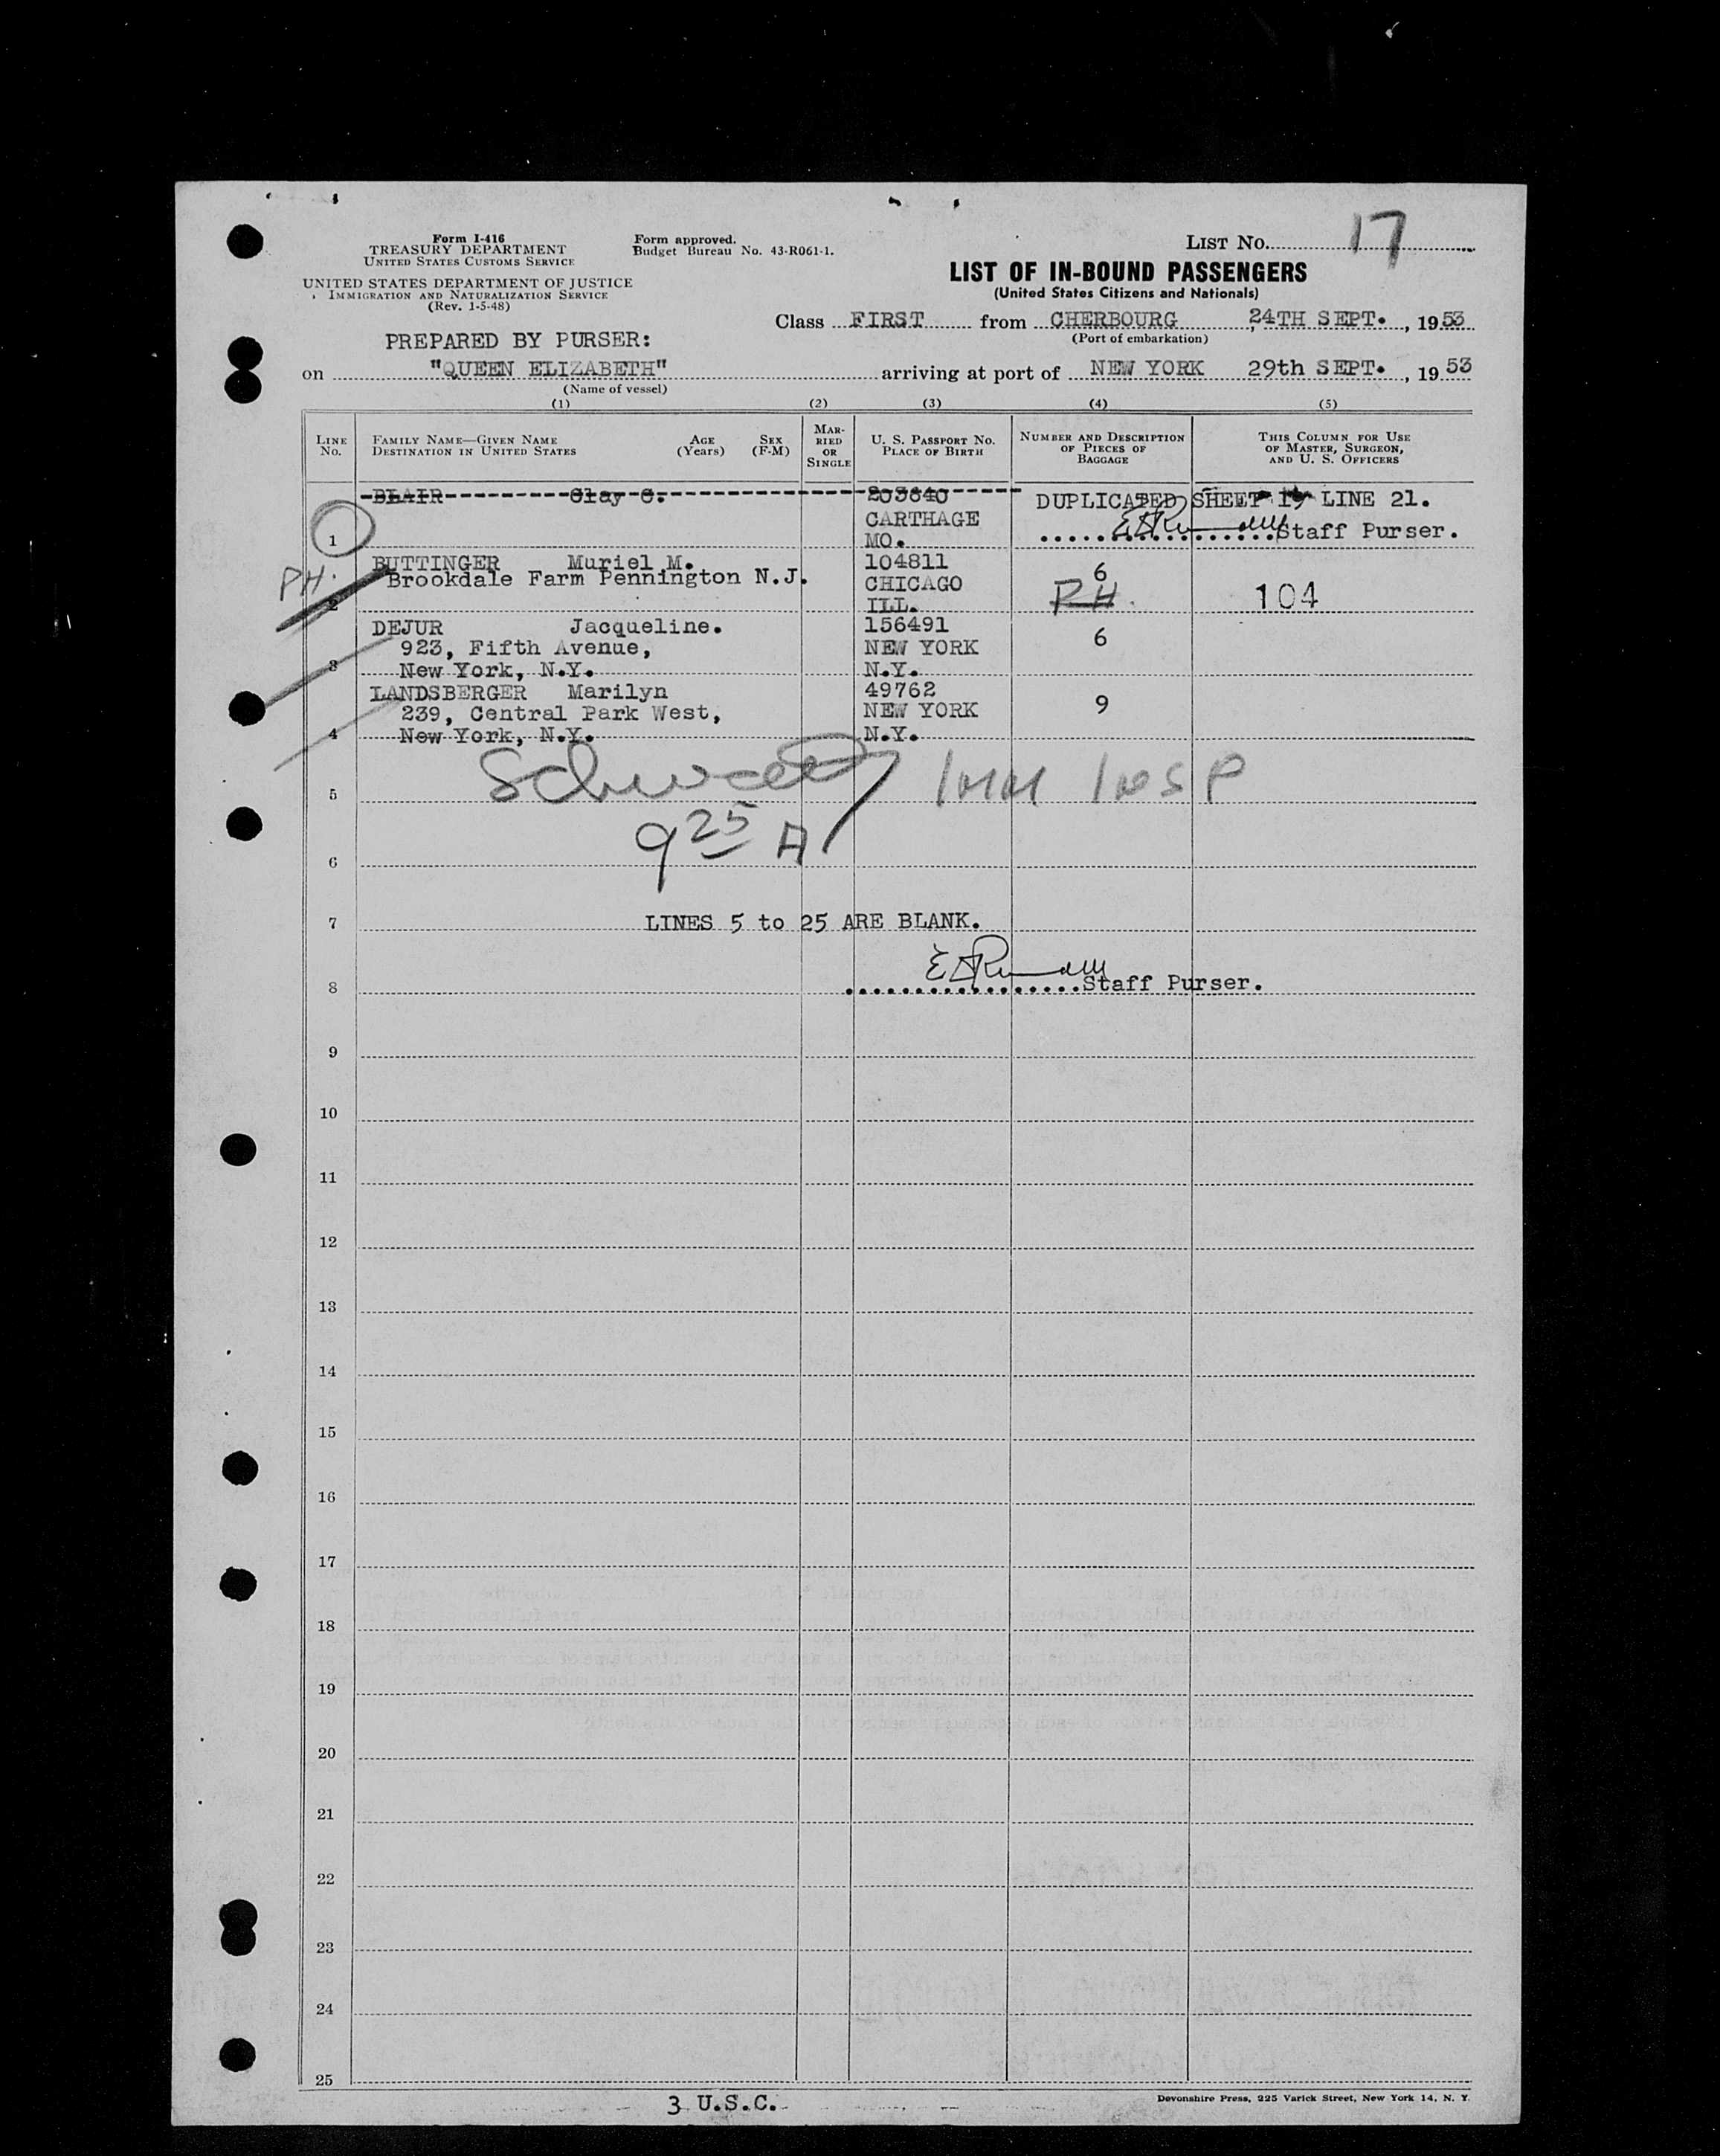 Form I-416
TREASURY DEPARTMENT
UNITED STATES CUSTOMS SERVICE
UNITED STATES DEPARTMENT OF JUSTICE
IMMIGRATION AND NATURALIZATION SERVICE
(Rev. 1-5-48)
Form approved.
Budget Bureau No. 43-R061-1.
LIST No. 17
LIST OF IN-BOUND PASSENGERS
(United States Citizens and Nationals)
Class FIRST from CHERBOURG, 24TH SEPT., 1953
(Port of embarkation)
PREPARED BY PURSER:
on "QUEEN ELIZABETH" arriving at port of NEW YORK 29th SEPT., 1953
(Name of vessel)
(1) (2) (3) (4) (5)
LINE No.
FAMILY NAME—GIVEN NAME AGE SEX
DESTINATION IN UNITED STATES (Years) (F-M)
MAR-
RIED
OR
SINGLE
U. S. PASSPORT NO.
PLACE OF BIRTH
NUMBER AND DESCRIPTION
OF PIECES OF
BAGGAGE
THIS COLUMN FOR USE
OF MASTER, SURGEON,
AND U. S. OFFICERS
BLAIR Clay C. 203640 DUPLICATED SHEET LINE 21.
CARTHAGE Staff Purser.
1 MO.
BUTTINGER Muriel M. 104811 6
PH. Brookdale Farm Pennington N.J. CHICAGO PH. 104
2 ILL.
DEJUR Jacqueline. 156491 6
923, Fifth Avenue, NEW YORK
3 New York, N.Y. N.Y.
LANDSBERGER Marilyn 49762 9
239, Central Park West, NEW YORK
4 New York, N.Y. N.Y.
5 IMM INSP
6 9 25 A
7 LINES 5 to 25 ARE BLANK.
8 Staff Purser.
9
10
11
12
13
14
15
16
17
18
19
20
21
22
23
24
25
3 U.S.C.
Devonshire Press, 225 Varick Street, New York 14, N. Y.